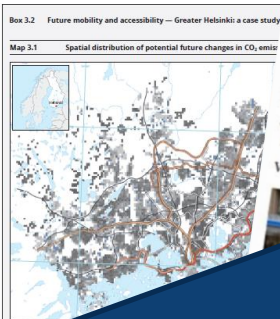 Box 3.2 Future mobility and accessibility — Greater Helsinki: a case study
Map 3.1 Spatial distribution of potential future changes in CO₂